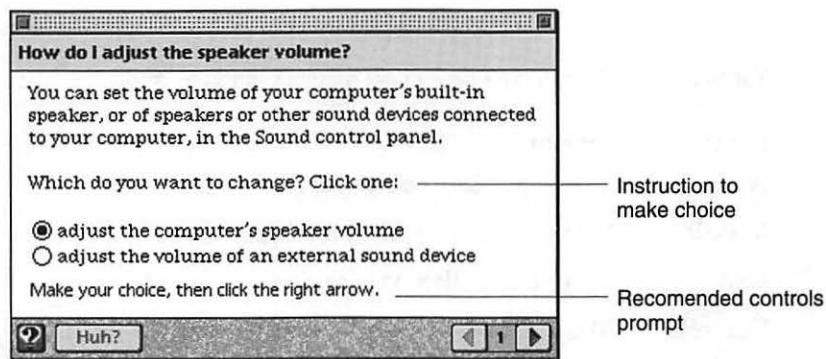 How do I adjust the speaker volume?
You can set the volume of your computer's built-in
speaker, or of speakers or other sound devices connected
to your computer, in the Sound control panel.
Which do you want to change? Click one:
Instruction to
make choice
adjust the computer's speaker volume
adjust the volume of an external sound device
Make your choice, then click the right arrow.
Recomended controls
prompt
?
Huh?
1